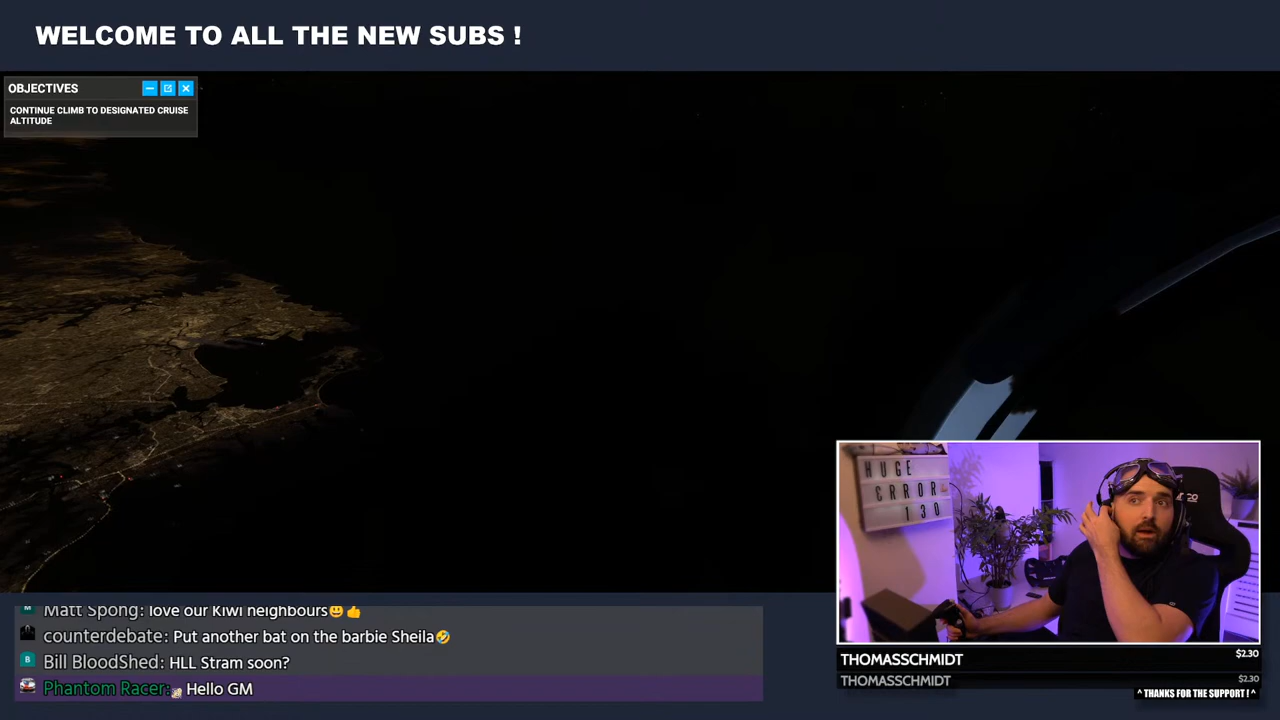 WELCOME TO ALL THE NEW SUBS !
OBJECTIVES
CONTINUE CLIMB TO DESIGNATED CRUISE
ALTITUDE
HUGE
ERROR
130
Matt Spong: love our Kiwi neighbours😃👍
counterdebate: Put another bat on the barbie Sheila🤣
B Bill BloodShed: HLL Stram soon?
Phantom Racer: 👋🏻 Hello GM
THOMASSCHMIDT $2.30
THOMASSCHMIDT $2.30
^ THANKS FOR THE SUPPORT ! ^